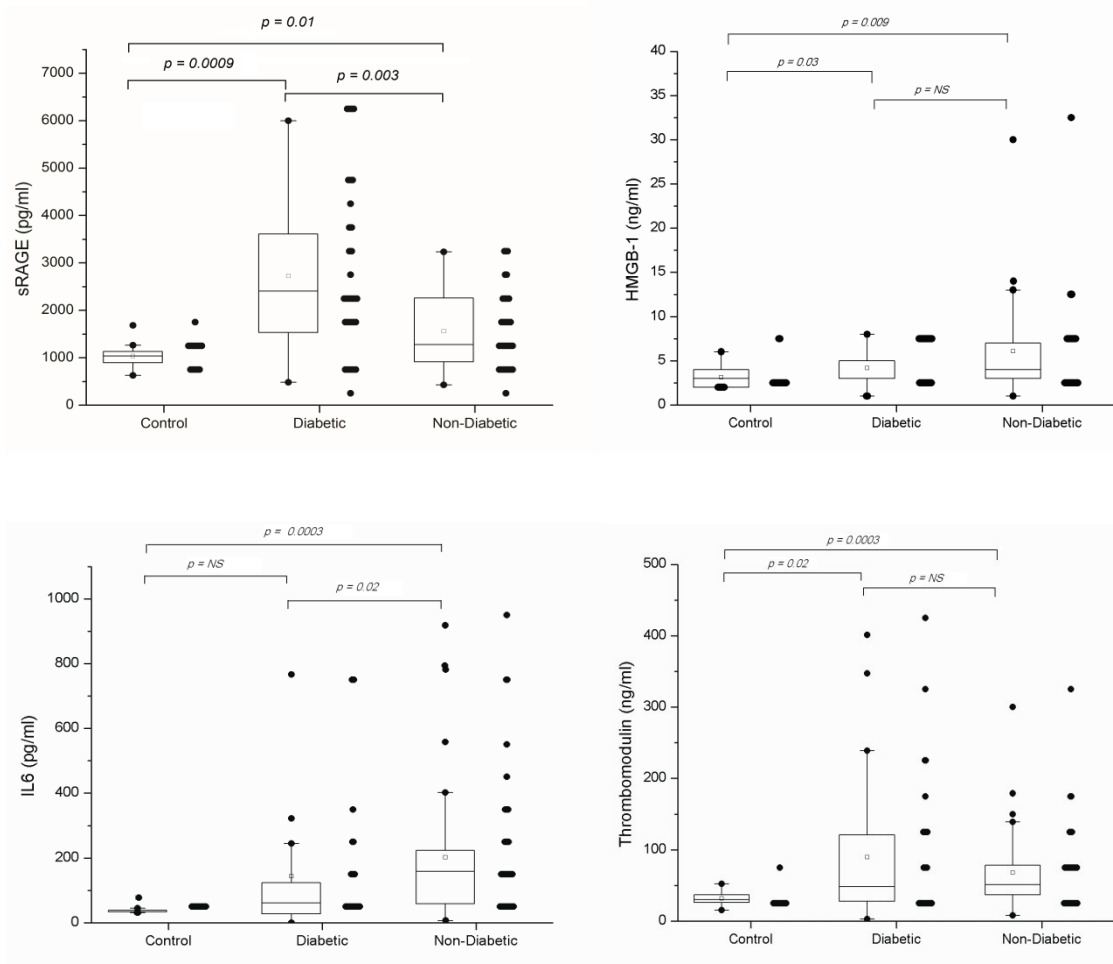 p = 0.01
p = 0.0009
p = 0.003
sRAGE (pg/ml)
7000
6000
5000
4000
3000
2000
1000
0
Control
Diabetic
Non-Diabetic
p = 0.009
p = 0.03
p = NS
HMGB-1 (ng/ml)
40
35
30
25
20
15
10
5
0
Control
Diabetic
Non-Diabetic
p = 0.0003
p = NS
p = 0.02
IL6 (pg/ml)
1000
800
600
400
200
0
Control
Diabetic
Non-Diabetic
p = 0.0003
p = 0.02
p = NS
Thrombomodulin (ng/ml)
500
400
300
200
100
0
Control
Diabetic
Non-Diabetic